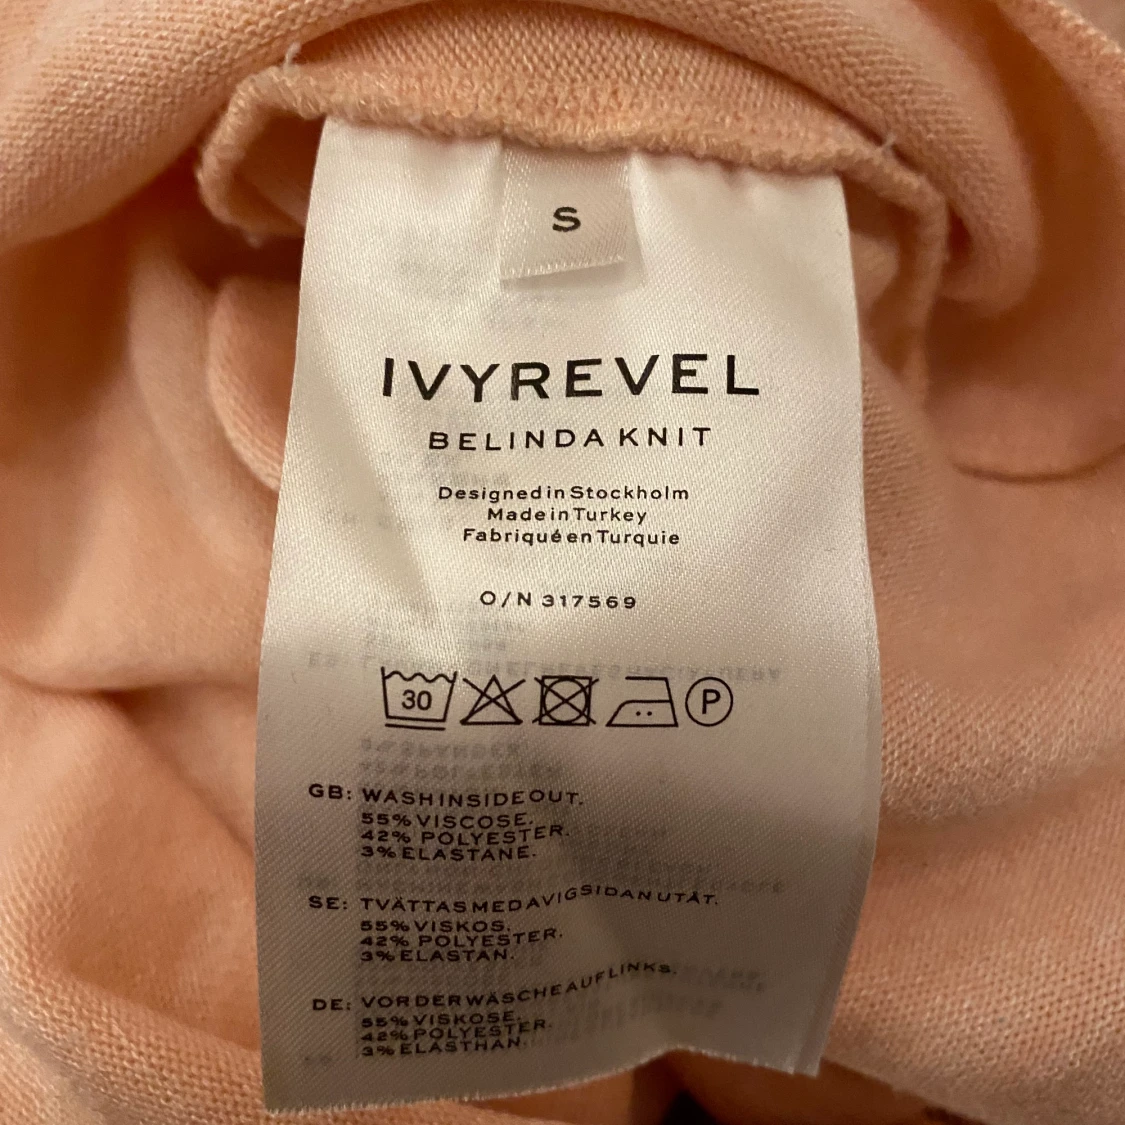 S
IVYREVEL
BELINDA KNIT
Designed in Stockholm
Made in Turkey
Fabriqué en Turquie
O/N 317569
30 P
GB: WASH INSIDE OUT.
55% VISCOSE.
42% POLYESTER.
3% ELASTANE.
SE: TVÄTTAS MED AVIGSIDAN UTÅT.
55% VISKOS.
42% POLYESTER.
3% ELASTAN.
DE: VOR DER WÄSCHE AUF LINKS.
55% VISKOSE.
42% POLYESTER.
3% ELASTHAN.